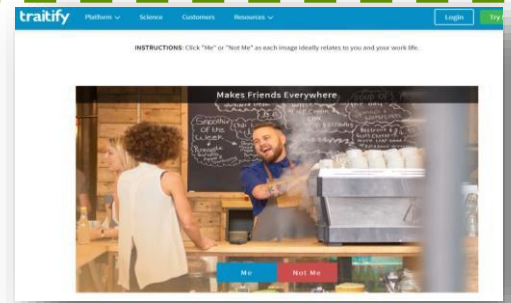 traitify Platform Science Customers Resources Login Try
INSTRUCTIONS: Click "Me" or "Not Me" as each image ideally relates to you and your work life.
Makes Friends Everywhere
Smoothie
of the
Week
Me Not Me